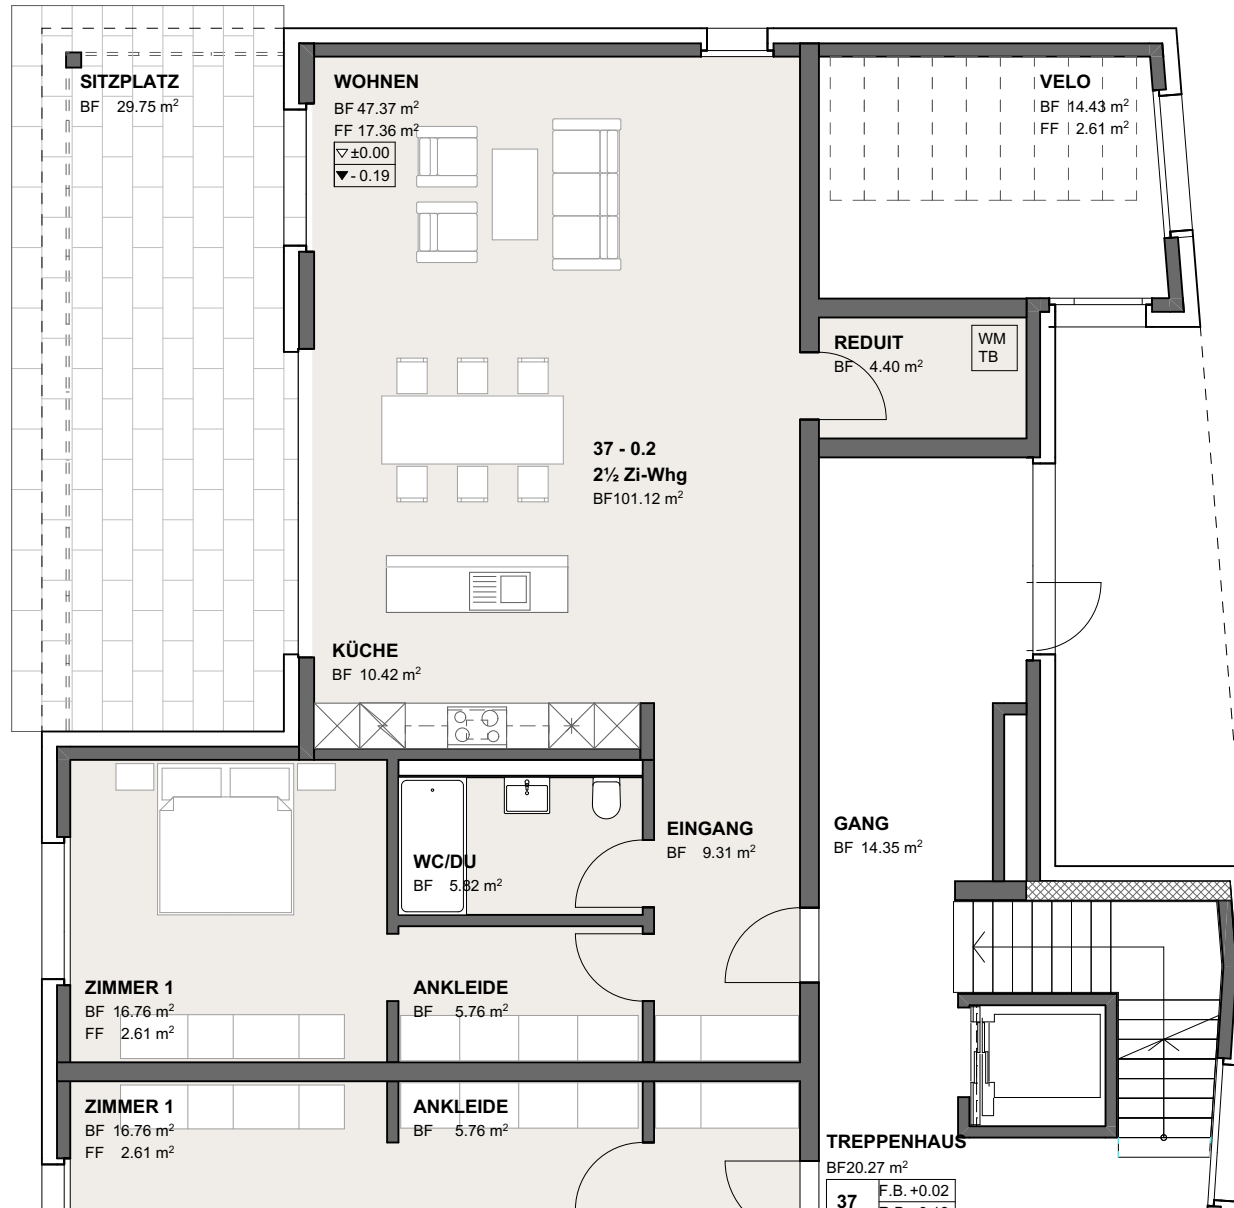 SITZPLATZ
BF 29.75 m²
WOHNEN
BF 47.37 m²
FF 17.36 m²
▽ ±0.00
▼ - 0.19
VELO
BF 14.43 m²
FF 2.61 m²
REDUIT
BF 4.40 m²
WM
TB
37 - 0.2
2½ Zi-Whg
BF101.12 m²
KÜCHE
BF 10.42 m²
WC/DU
BF 5.82 m²
EINGANG
BF 9.31 m²
GANG
BF 14.35 m²
ZIMMER 1
BF 16.76 m²
FF 2.61 m²
ANKLEIDE
BF 5.76 m²
ZIMMER 1
BF 16.76 m²
FF 2.61 m²
ANKLEIDE
BF 5.76 m²
TREPPENHAUS
BF20.27 m²
37
F.B. +0.02